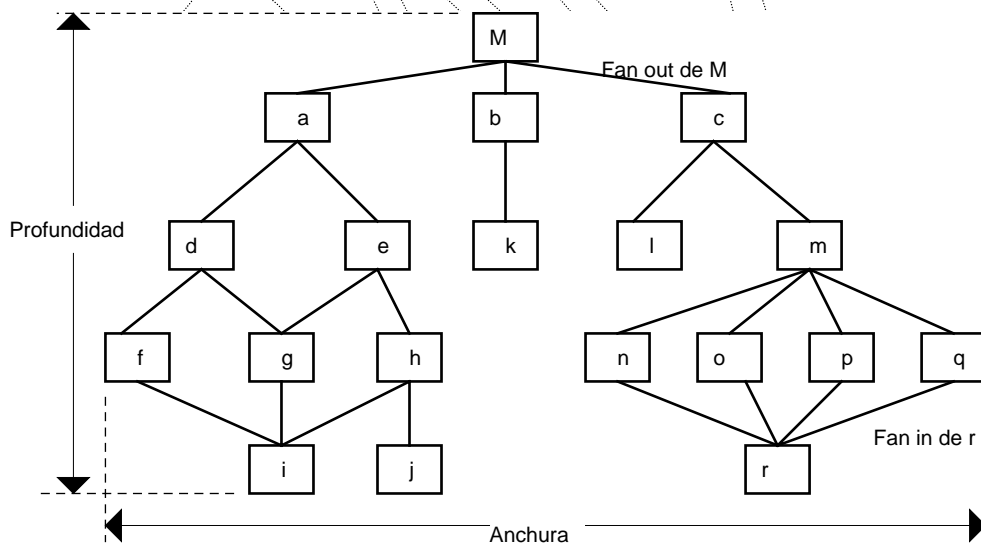 M
Fan out de M
a b c
Profundidad
d e k l m
f g h n o p q
Fan in de r
i j r
Anchura